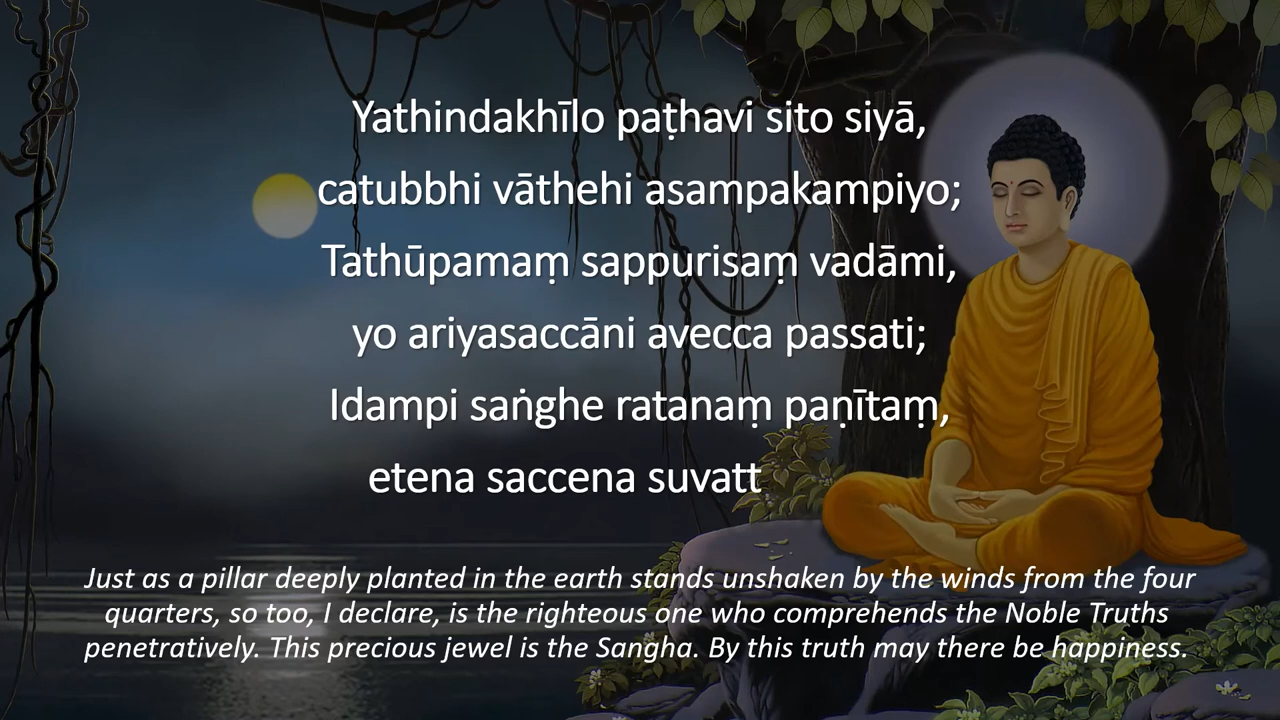 Yathindakhīlo paṭhavi sito siyā,
catubbhi vāthehi asampakampiyo;
Tathūpamaṃ sappurisaṃ vadāmi,
yo ariyasaccāni avecca passati;
Idampi saṅghe ratanaṃ paṇītaṃ,
etena saccena suvatt
Just as a pillar deeply planted in the earth stands unshaken by the winds from the four
quarters, so too, I declare, is the righteous one who comprehends the Noble Truths
penetratively. This precious jewel is the Sangha. By this truth may there be happiness.